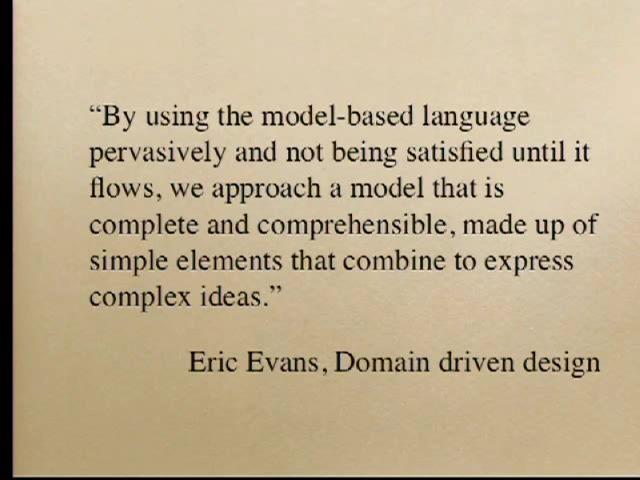 “By using the model-based language
pervasively and not being satisfied until it
flows, we approach a model that is
complete and comprehensible, made up of
simple elements that combine to express
complex ideas.”
Eric Evans, Domain driven design